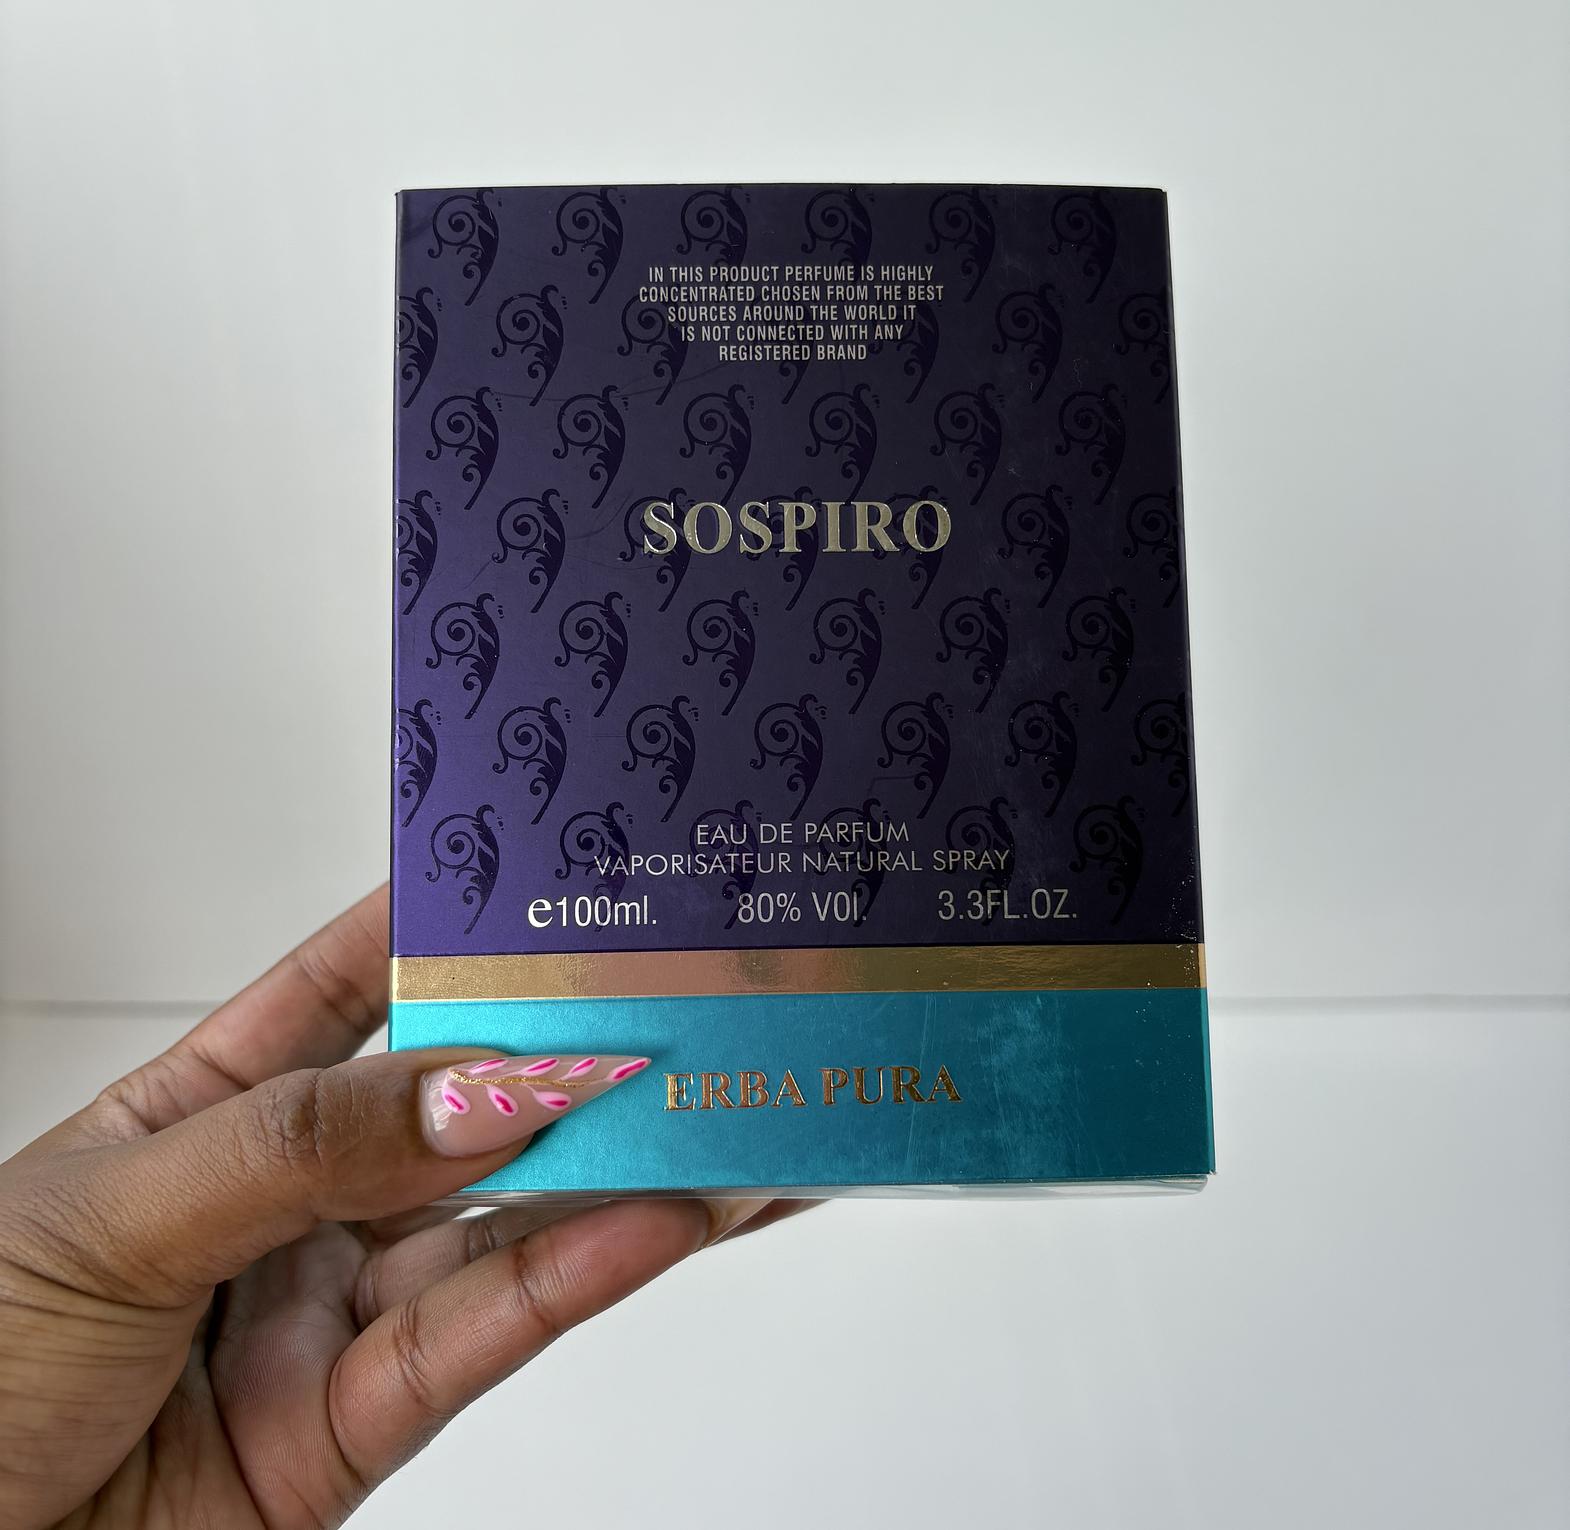 IN THIS PRODUCT PERFUME IS HIGHLY
CONCENTRATED CHOSEN FROM THE BEST
SOURCES AROUND THE WORLD IT
IS NOT CONNECTED WITH ANY
REGISTERED BRAND
SOSPIRO
EAU DE PARFUM
VAPORISATEUR NATURAL SPRAY
e100ml. 80% V0l. 3.3FL.OZ.
ERBA PURA